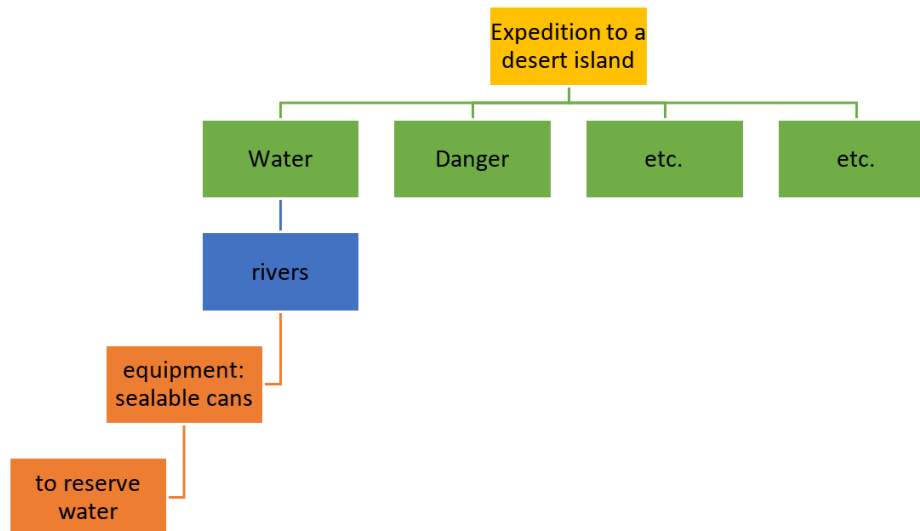 Expedition to a
desert island
Water
Danger
etc.
etc.
rivers
equipment:
sealable cans
to reserve
water